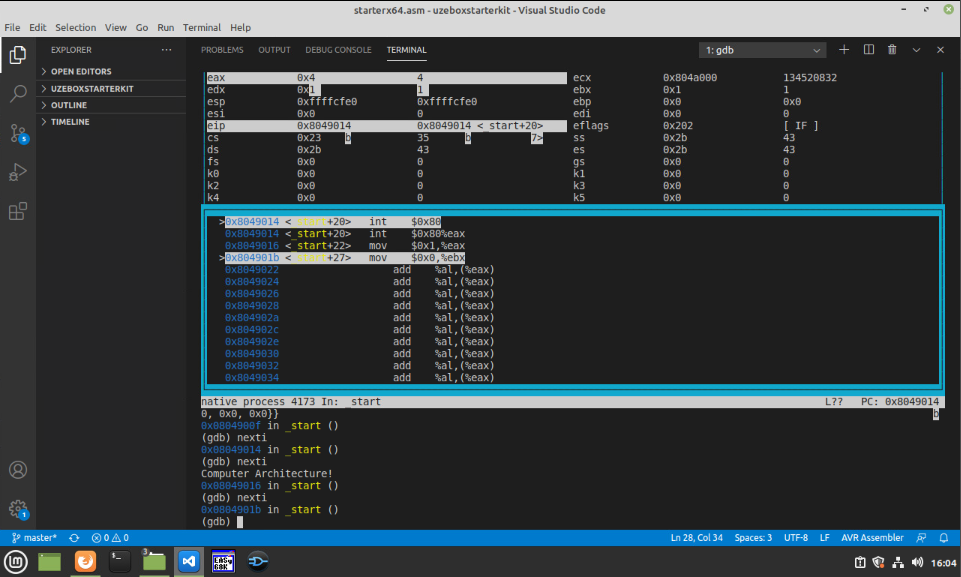 starterx64.asm - uzeboxstarterkit - Visual Studio Code
File Edit Selection View Go Run Terminal Help
EXPLORER ···
OPEN EDITORS
UZEBOXSTARTERKIT
OUTLINE
TIMELINE
PROBLEMS OUTPUT DEBUG CONSOLE TERMINAL 1: gdb
eax 0x4 4 ecx 0x804a000 134520832
edx 0x1 1 ebx 0x1 1
esp 0xffffcfe0 0xffffcfe0 ebp 0x0 0x0
esi 0x0 0 edi 0x0 0
eip 0x8049014 0x8049014 <_start+20> eflags 0x202 [ IF ]
cs 0x23 b 35 b 7> ss 0x2b 43
ds 0x2b 43 es 0x2b 43
fs 0x0 0 gs 0x0 0
k0 0x0 0 k1 0x0 0
k2 0x0 0 k3 0x0 0
k4 0x0 0 k5 0x0 0
>0x8049014 <_start+20> int $0x80
0x8049014 <_start+20> int $0x80%eax
0x8049016 <_start+22> mov $0x1,%eax
>0x804901b <_start+27> mov $0x0,%ebx
0x8049022 add %al,(%eax)
0x8049024 add %al,(%eax)
0x8049026 add %al,(%eax)
0x8049028 add %al,(%eax)
0x804902a add %al,(%eax)
0x804902c add %al,(%eax)
0x804902e add %al,(%eax)
0x8049030 add %al,(%eax)
0x8049032 add %al,(%eax)
0x8049034 add %al,(%eax)
native process 4173 In: _start L?? PC: 0x8049014
0, 0x0, 0x0}} b
0x0804900f in _start ()
(gdb) nexti
0x08049014 in _start ()
(gdb) nexti
Computer Architecture!
0x08049016 in _start ()
(gdb) nexti
0x0804901b in _start ()
(gdb)
5
1
master* 0 0 Ln 28, Col 34 Spaces: 3 UTF-8 LF AVR Assembler
3
EASy68K
16:04